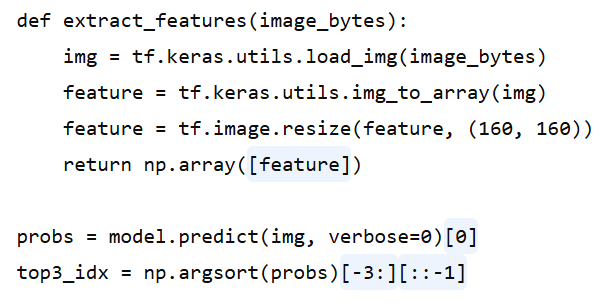 def extract_features(image_bytes):
    img = tf.keras.utils.load_img(image_bytes)
    feature = tf.keras.utils.img_to_array(img)
    feature = tf.image.resize(feature, (160, 160))
    return np.array([feature])

probs = model.predict(img, verbose=0)[0]
top3_idx = np.argsort(probs)[-3:][::-1]